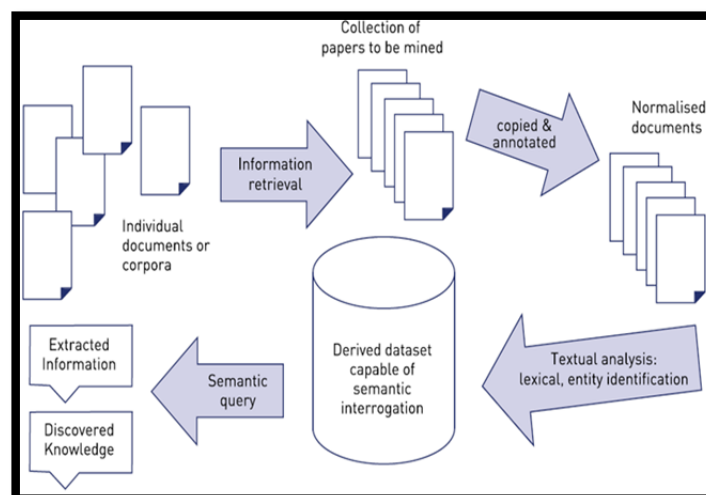 Collection of
papers to be mined
Normalised
documents
copied &
annotated
Information
retrieval
Individual
documents or
corpora
Extracted
Information
Semantic
query
Derived dataset
capable of
semantic
interrogation
Textual analysis:
lexical, entity identification
Discovered
Knowledge